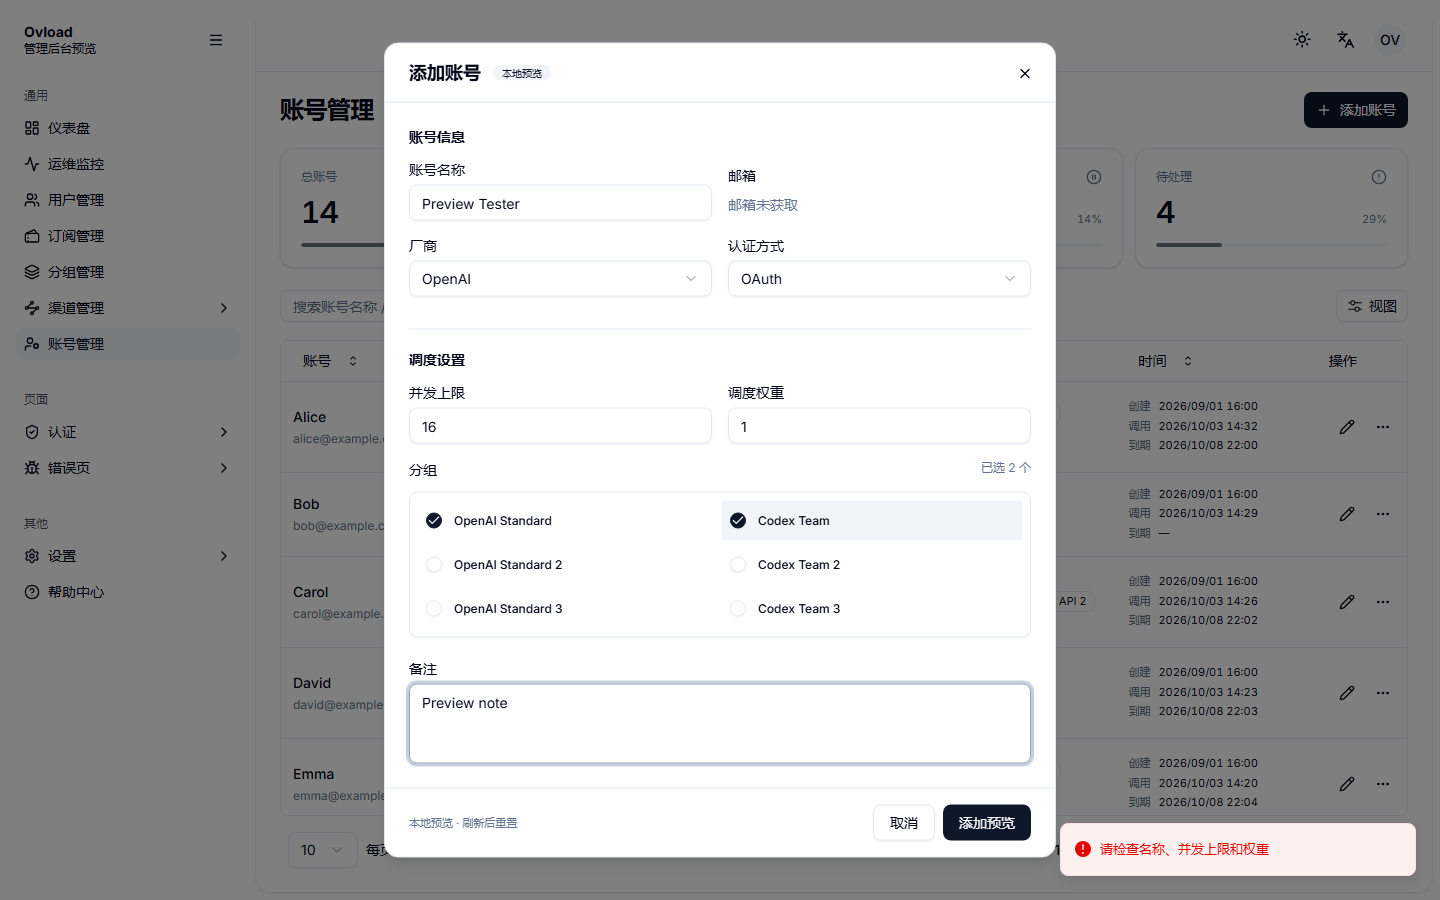 Ovload
管理后台预览
通用
仪表盘
运维监控
用户管理
订阅管理
分组管理
渠道管理
账号管理
页面
认证
错误页
其他
设置
帮助中心
OV
账号管理
添加账号
总账号
14
14%
待处理
4
29%
搜索账号名称 /
视图
账号
时间
操作
Alice
alice@example.c
创建 2026/09/01 16:00
调用 2026/10/03 14:32
到期 2026/10/08 22:00
Bob
bob@example.c
创建 2026/09/01 16:00
调用 2026/10/03 14:29
到期 —
Carol
carol@example.
API 2
创建 2026/09/01 16:00
调用 2026/10/03 14:26
到期 2026/10/08 22:02
David
david@example
创建 2026/09/01 16:00
调用 2026/10/03 14:23
到期 2026/10/08 22:03
Emma
emma@example
创建 2026/09/01 16:00
调用 2026/10/03 14:20
到期 2026/10/08 22:04
10
每页
添加账号
本地预览
账号信息
账号名称
Preview Tester
邮箱
邮箱未获取
厂商
OpenAI
认证方式
OAuth
调度设置
并发上限
16
调度权重
1
分组
已选 2 个
OpenAI Standard
Codex Team
OpenAI Standard 2
Codex Team 2
OpenAI Standard 3
Codex Team 3
备注
Preview note
本地预览 · 刷新后重置
取消
添加预览
请检查名称、并发上限和权重